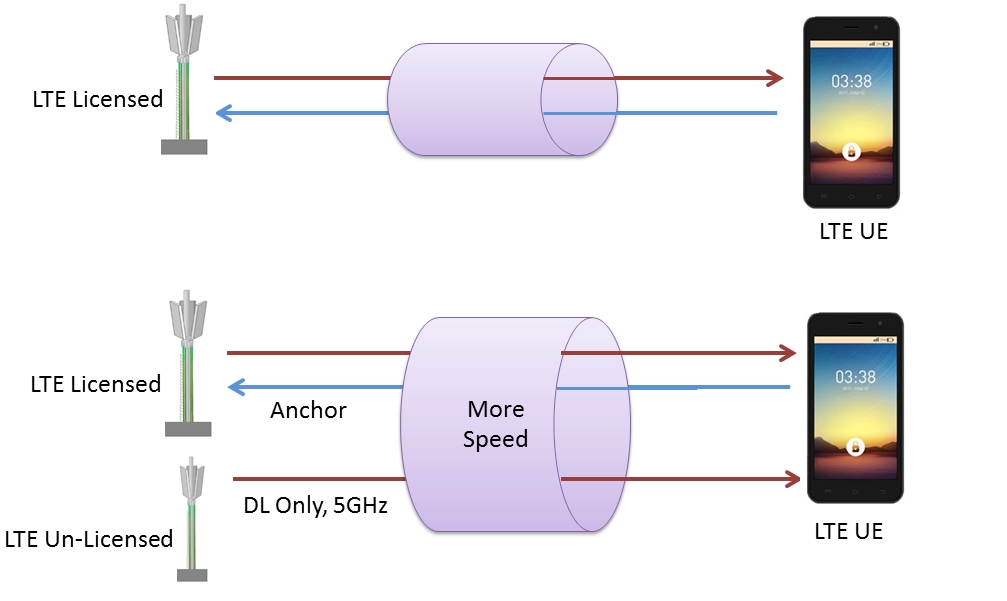 LTE Licensed
03:38
LTE UE
LTE Licensed
Anchor
More
Speed
03:38
DL Only, 5GHz
LTE Un-Licensed
LTE UE